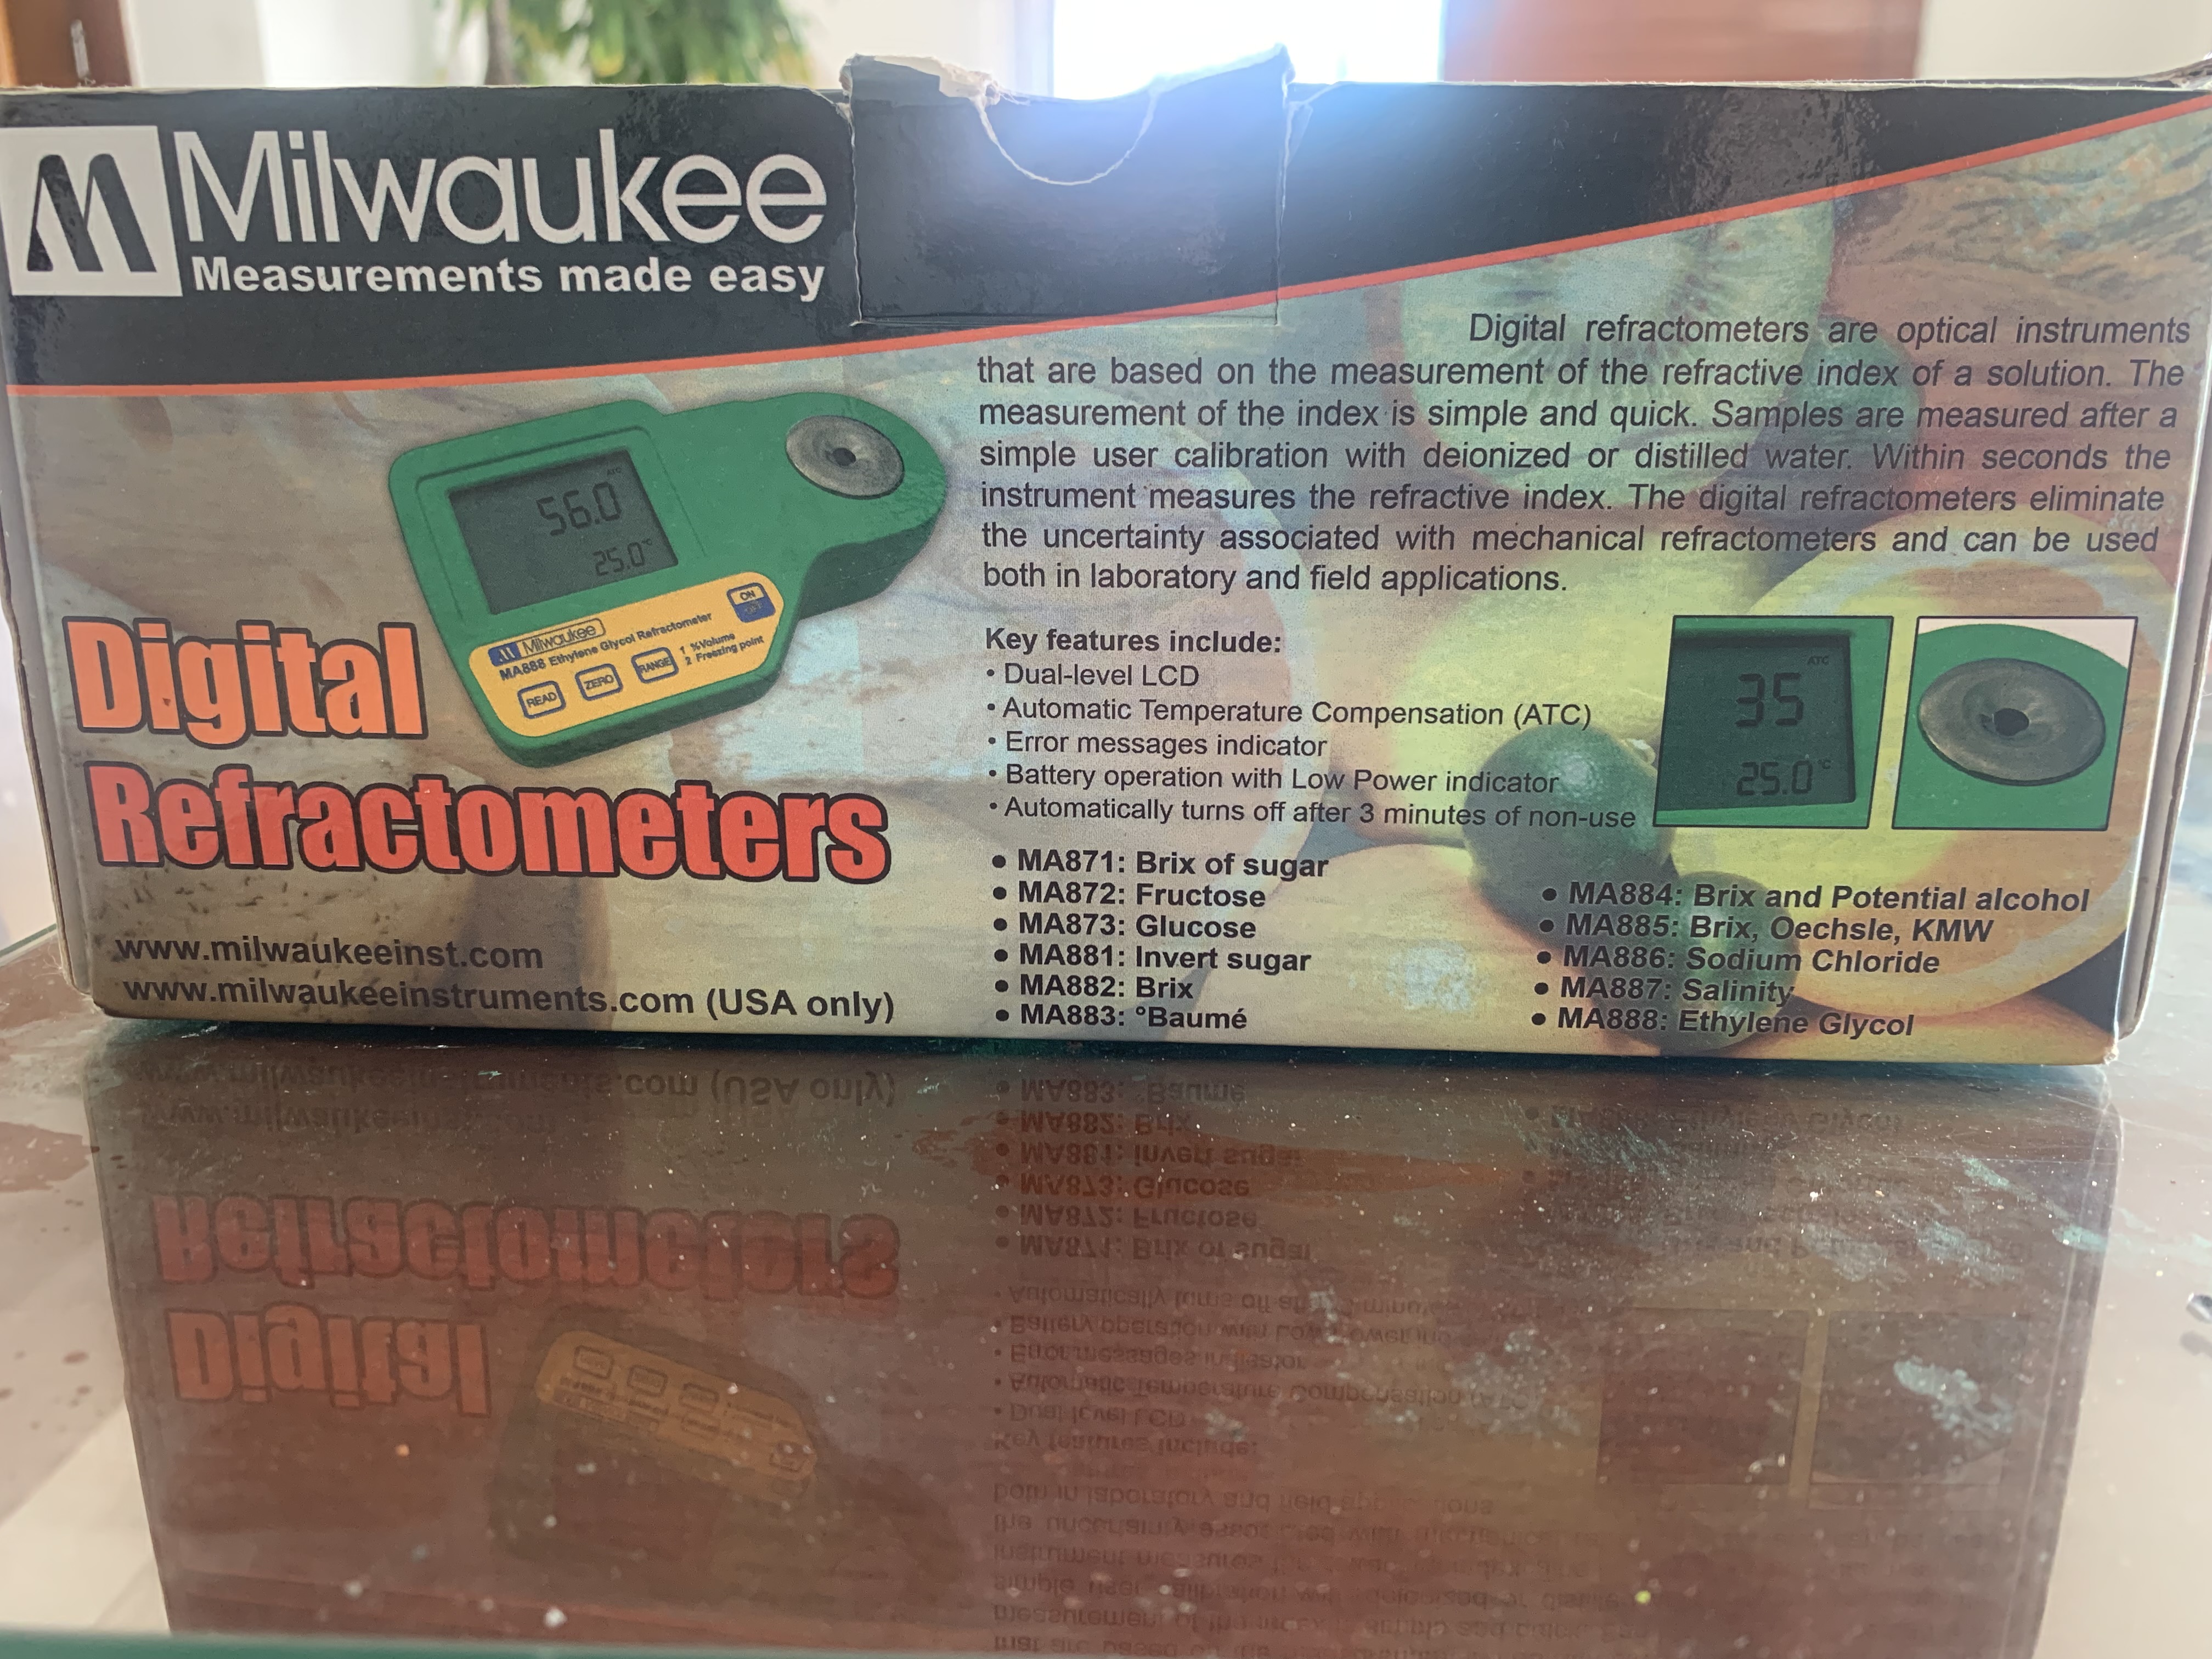 Milwaukee
Measurements made easy
Digital refractometers are optical instruments
that are based on the measurement of the refractive index of a solution. The
measurement of the index is simple and quick. Samples are measured after a
simple user calibration with deionized or distilled water. Within seconds the
instrument measures the refractive index. The digital refractometers eliminate
the uncertainty associated with mechanical refractometers and can be used
both in laboratory and field applications.
ATC
56.0
25.0°C
Milwaukee
MA888 Ethylene Glycol Refractometer
READ
ZERO
RANGE
1 %Volume
2 Freezing point
ON
Digital
Refractometers
www.milwaukeeinst.com
www.milwaukeeinstruments.com (USA only)
Key features include:
• Dual-level LCD
• Automatic Temperature Compensation (ATC)
• Error messages indicator
• Battery operation with Low Power indicator
• Automatically turns off after 3 minutes of non-use
ATC
35
25.0°C
• MA871: Brix of sugar
• MA872: Fructose
• MA873: Glucose
• MA881: Invert sugar
• MA882: Brix
• MA883: °Baumé
• MA884: Brix and Potential alcohol
• MA885: Brix, Oechsle, KMW
• MA886: Sodium Chloride
• MA887: Salinity
• MA888: Ethylene Glycol